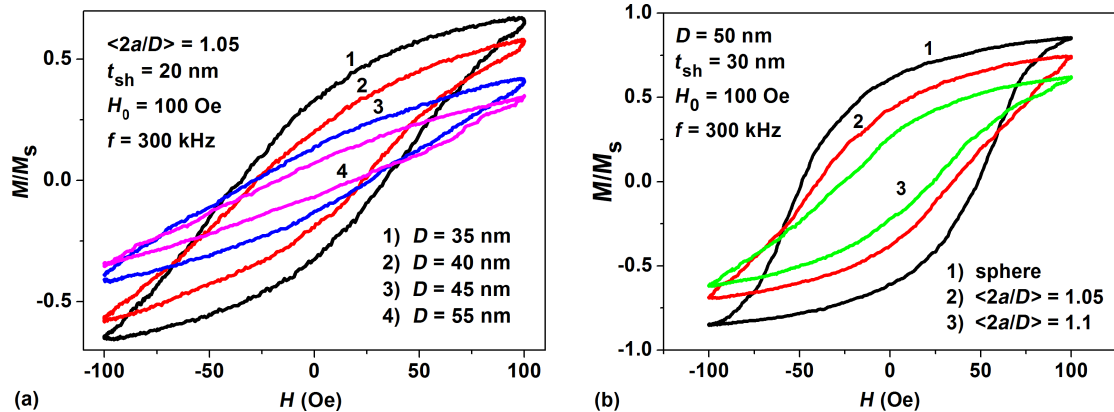 <2a/D> = 1.05
t_sh = 20 nm
H_0 = 100 Oe
f = 300 kHz
1
2
3
4
1) D = 35 nm
2) D = 40 nm
3) D = 45 nm
4) D = 55 nm
0.5
0.0
-0.5
M/M_s
-100 -50 0 50 100
H (Oe)
(a)
D = 50 nm
t_sh = 30 nm
H_0 = 100 Oe
f = 300 kHz
1
2
3
1) sphere
2) <2a/D> = 1.05
3) <2a/D> = 1.1
1.0
0.5
0.0
-0.5
-1.0
M/M_s
-100 -50 0 50 100
H (Oe)
(b)